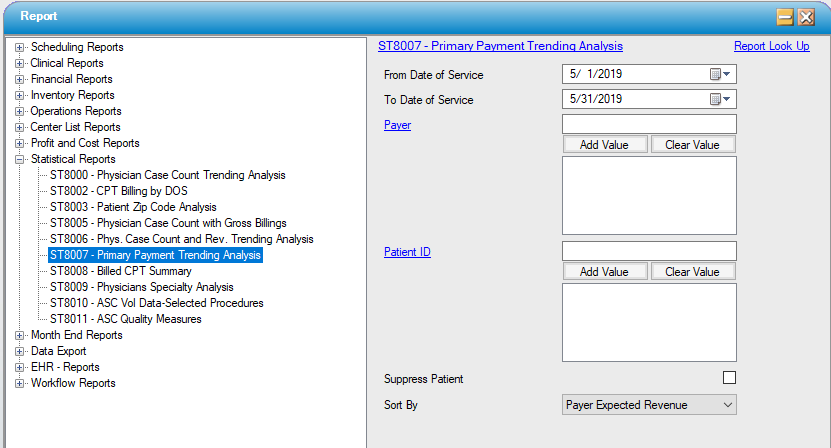 Report
Scheduling Reports
Clinical Reports
Financial Reports
Inventory Reports
Operations Reports
Center List Reports
Profit and Cost Reports
Statistical Reports
ST8000 - Physician Case Count Trending Analysis
ST8002 - CPT Billing by DOS
ST8003 - Patient Zip Code Analysis
ST8005 - Physician Case Count with Gross Billings
ST8006 - Phys. Case Count and Rev. Trending Analysis
ST8007 - Primary Payment Trending Analysis
ST8008 - Billed CPT Summary
ST8009 - Physicians Specialty Analysis
ST8010 - ASC Vol Data-Selected Procedures
ST8011 - ASC Quality Measures
Month End Reports
Data Export
EHR - Reports
Workflow Reports
ST8007 - Primary Payment Trending Analysis Report Look Up
From Date of Service 5/ 1/2019
To Date of Service 5/31/2019
Payer
Add Value Clear Value
Patient ID
Add Value Clear Value
Suppress Patient
Sort By Payer Expected Revenue